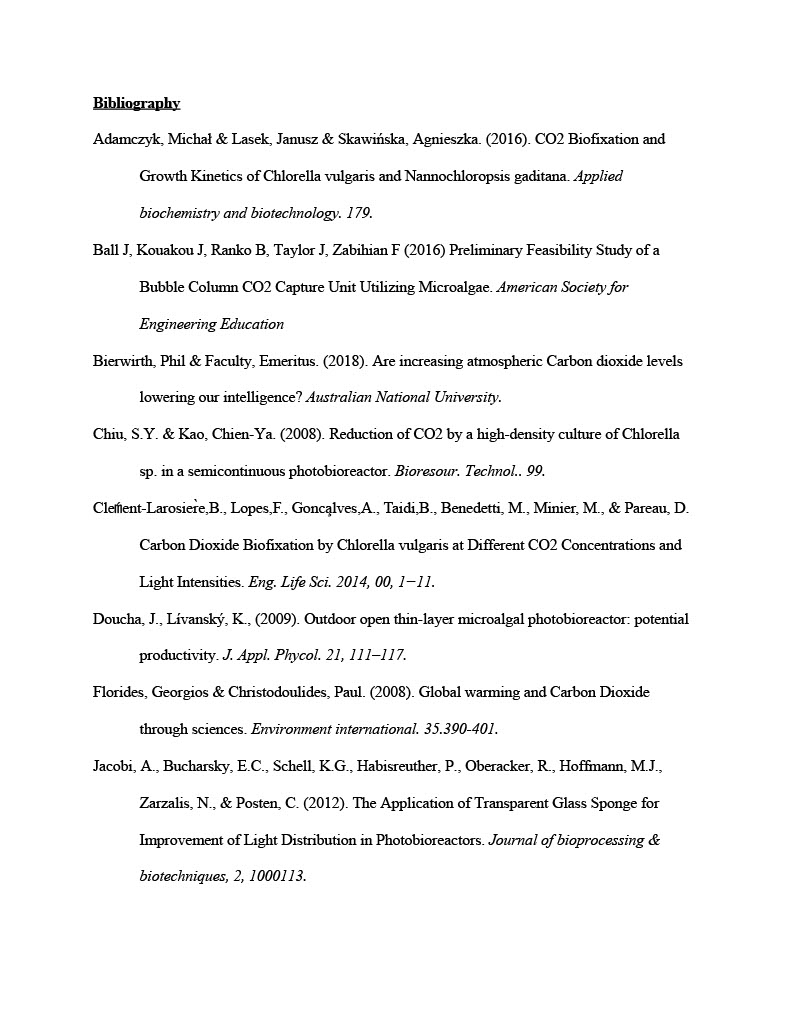 Bibliography
Adamczyk, Michał & Lasek, Janusz & Skawińska, Agnieszka. (2016). CO2 Biofixation and
Growth Kinetics of Chlorella vulgaris and Nannochloropsis gaditana. Applied
biochemistry and biotechnology. 179.
Ball J, Kouakou J, Ranko B, Taylor J, Zabihian F (2016) Preliminary Feasibility Study of a
Bubble Column CO2 Capture Unit Utilizing Microalgae. American Society for
Engineering Education
Bierwirth, Phil & Faculty, Emeritus. (2018). Are increasing atmospheric Carbon dioxide levels
lowering our intelligence? Australian National University.
Chiu, S.Y. & Kao, Chien-Ya. (2008). Reduction of CO2 by a high-density culture of Chlorella
sp. in a semicontinuous photobioreactor. Bioresour. Technol.. 99.
Clém̀ent-Larosier̀e,B., Lopes,F., Goncąlves,A., Taidi,B., Benedetti, M., Minier, M., & Pareau, D.
Carbon Dioxide Biofixation by Chlorella vulgaris at Different CO2 Concentrations and
Light Intensities. Eng. Life Sci. 2014, 00, 1−11.
Doucha, J., Lívanský, K., (2009). Outdoor open thin-layer microalgal photobioreactor: potential
productivity. J. Appl. Phycol. 21, 111–117.
Florides, Georgios & Christodoulides, Paul. (2008). Global warming and Carbon Dioxide
through sciences. Environment international. 35.390-401.
Jacobi, A., Bucharsky, E.C., Schell, K.G., Habisreuther, P., Oberacker, R., Hoffmann, M.J.,
Zarzalis, N., & Posten, C. (2012). The Application of Transparent Glass Sponge for
Improvement of Light Distribution in Photobioreactors. Journal of bioprocessing &
biotechniques, 2, 1000113.